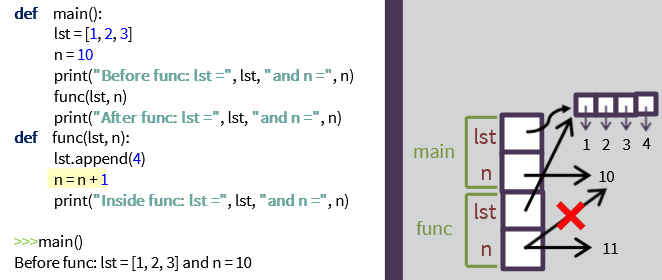 def main():
lst = [1, 2, 3]
n = 10
print("Before func: lst =", lst, "and n =", n)
func(lst, n)
print("After func: lst =", lst, "and n =", n)
def func(lst, n):
lst.append(4)
n = n + 1
print("Inside func: lst =", lst, "and n =", n)
>>>main()
Before func: lst = [1, 2, 3] and n = 10
1 2 3 4
main
lst
n
10
func
lst
n
11